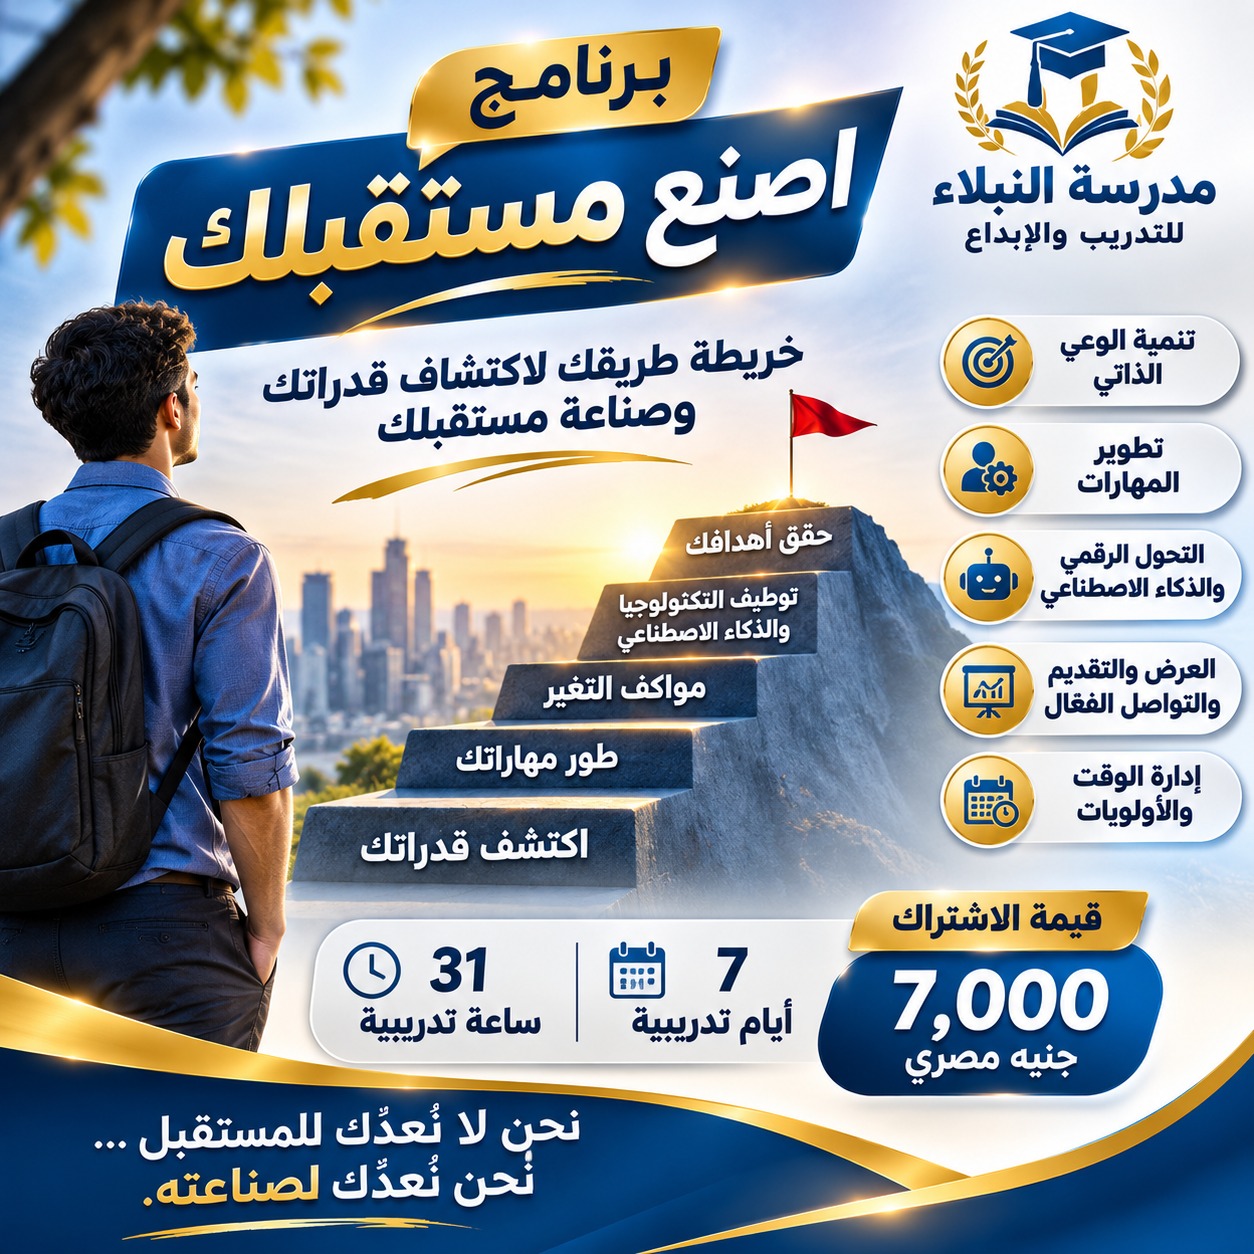 برنامج
اصنع مستقبلك
خريطة طريقك لاكتشاف قدراتك
وصناعة مستقبلك
مدرسة النبلاء
للتدريب والإبداع
تنمية الوعي
الذاتي
تطوير
المهارات
التحول الرقمي
والذكاء الاصطناعي
العرض والتقديم
والتواصل الفعّال
إدارة الوقت
والأولويات
حقق أهدافك
توظيف التكنولوجيا
والذكاء الاصطناعي
مواكف التغير
طور مهاراتك
اكتشف قدراتك
قيمة الاشتراك
7,000
جنيه مصري
7
أيام تدريبية
31
ساعة تدريبية
نحن لا نُعدِّك للمستقبل ...
نُحن نُعدِّك لصناعته.